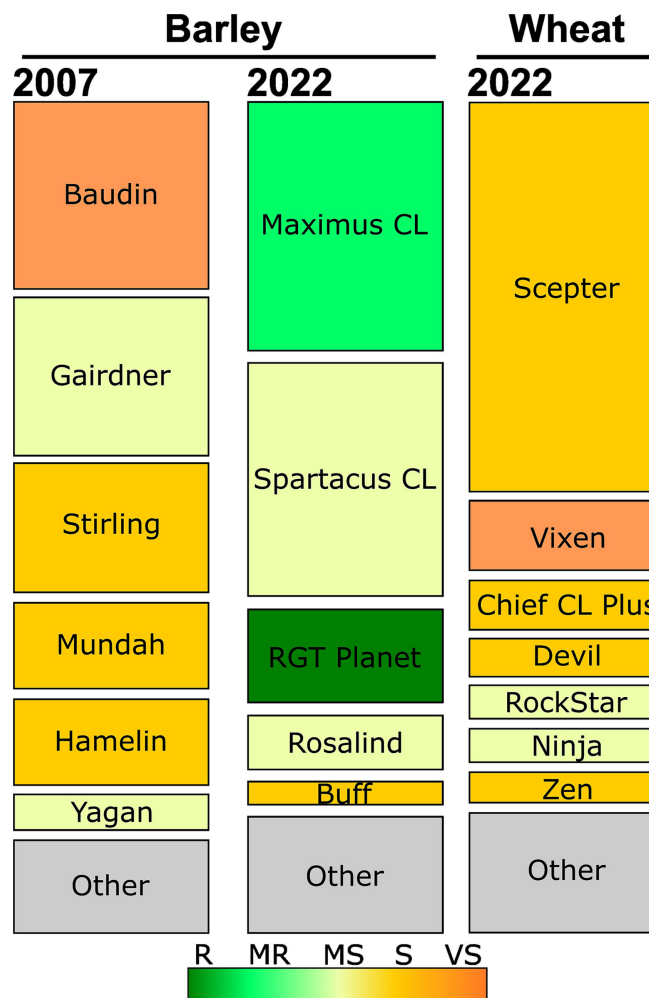 Barley
Wheat
2007
2022
2022
Baudin
Gairdner
Stirling
Mundah
Hamelin
Yagan
Other
Maximus CL
Spartacus CL
RGT Planet
Rosalind
Buff
Other
Scepter
Vixen
Chief CL Plus
Devil
RockStar
Ninja
Zen
Other
R MR MS S VS